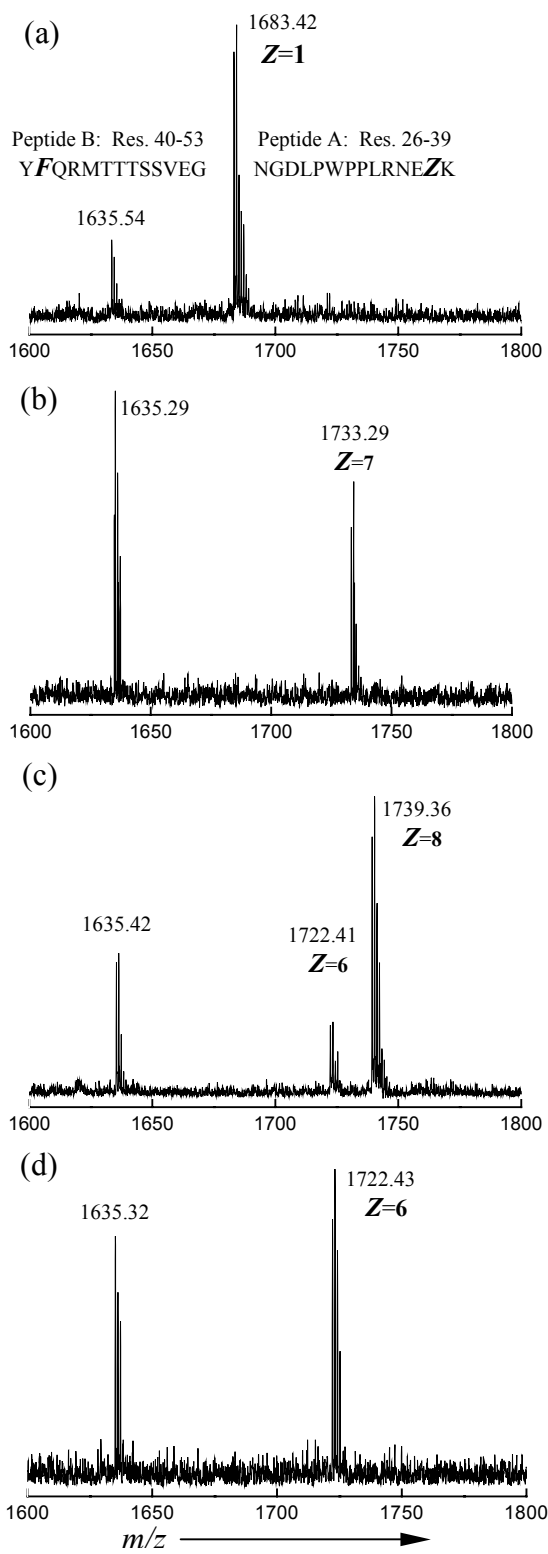 (a)
1683.42
Z=1
Peptide B: Res. 40-53 Peptide A: Res. 26-39
YFQRMTTTSSVEG NGDLPWPPLRNEZK
1635.54
1600 1650 1700 1750 1800
(b)
1635.29
1733.29
Z=7
1600 1650 1700 1750 1800
(c)
1739.36
Z=8
1635.42
1722.41
Z=6
1600 1650 1700 1750 1800
(d)
1722.43
1635.32
Z=6
1600 1650 1700 1750 1800
m/z